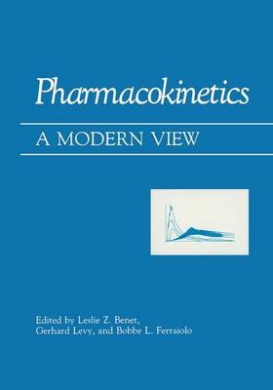 Pharmacokinetics
A MODERN VIEW
Edited by Leslie Z. Benet,
Gerhard Levy, and Bobbe L. Ferraiolo